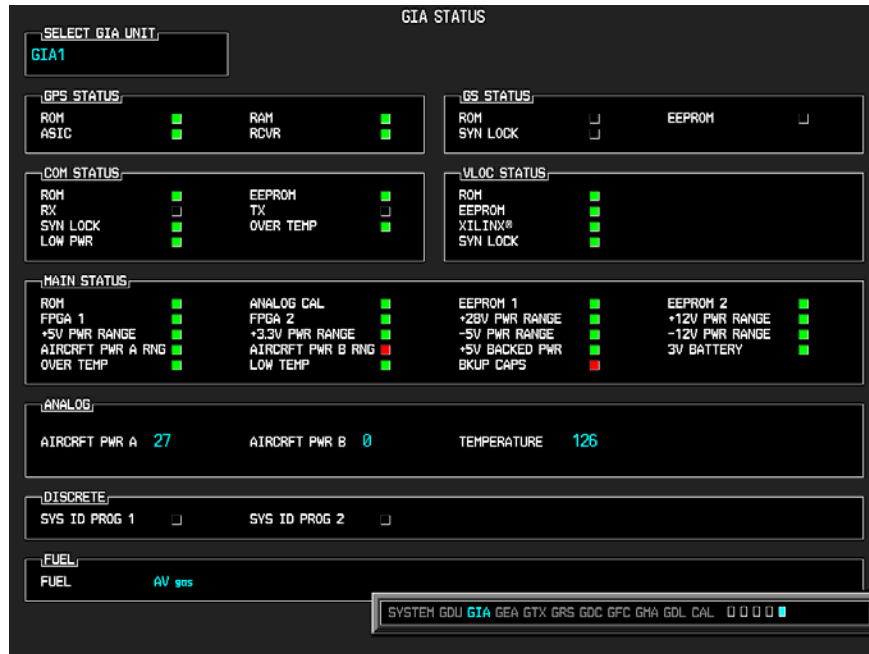 GIA STATUS
SELECT GIA UNIT
GIA1
GPS STATUS
ROM RAM
ASIC RCVR
GS STATUS
ROM EEPROM
SYN LOCK
COM STATUS
ROM EEPROM
RX TX
SYN LOCK OVER TEMP
LOW PWR
VLOC STATUS
ROM
EEPROM
XILINX®
SYN LOCK
MAIN STATUS
ROM ANALOG CAL EEPROM 1 EEPROM 2
FPGA 1 FPGA 2 +28V PWR RANGE +12V PWR RANGE
+5V PWR RANGE +3.3V PWR RANGE -5V PWR RANGE -12V PWR RANGE
AIRCRFT PWR A RNG AIRCRFT PWR B RNG +5V BACKED PWR 3V BATTERY
OVER TEMP LOW TEMP BKUP CAPS
ANALOG
AIRCRFT PWR A 27 AIRCRFT PWR B 0 TEMPERATURE 126
DISCRETE
SYS ID PROG 1 SYS ID PROG 2
FUEL
FUEL AV gas
SYSTEM GDU GIA GEA GTX GRS GDC GFC GMA GDL CAL